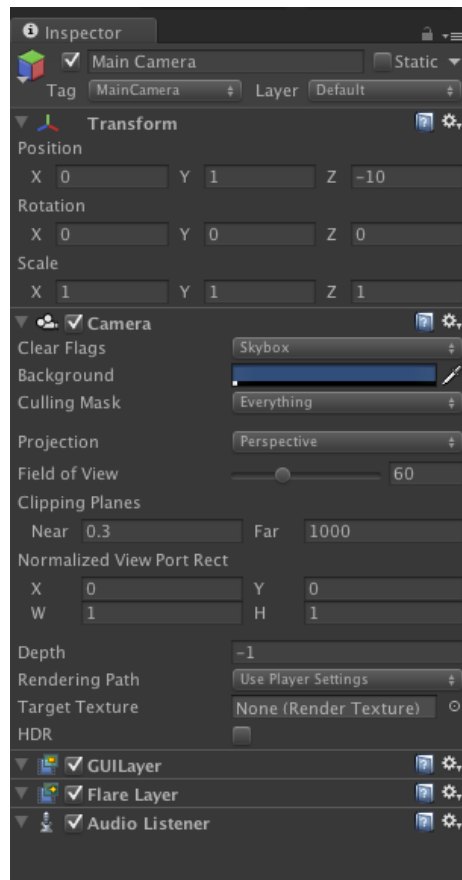 Inspector
Main Camera Static
Tag MainCamera Layer Default
Transform
Position
X 0 Y 1 Z -10
Rotation
X 0 Y 0 Z 0
Scale
X 1 Y 1 Z 1
Camera
Clear Flags Skybox
Background
Culling Mask Everything
Projection Perspective
Field of View 60
Clipping Planes
Near 0.3 Far 1000
Normalized View Port Rect
X 0 Y 0
W 1 H 1
Depth -1
Rendering Path Use Player Settings
Target Texture None (Render Texture)
HDR
GUILayer
Flare Layer
Audio Listener